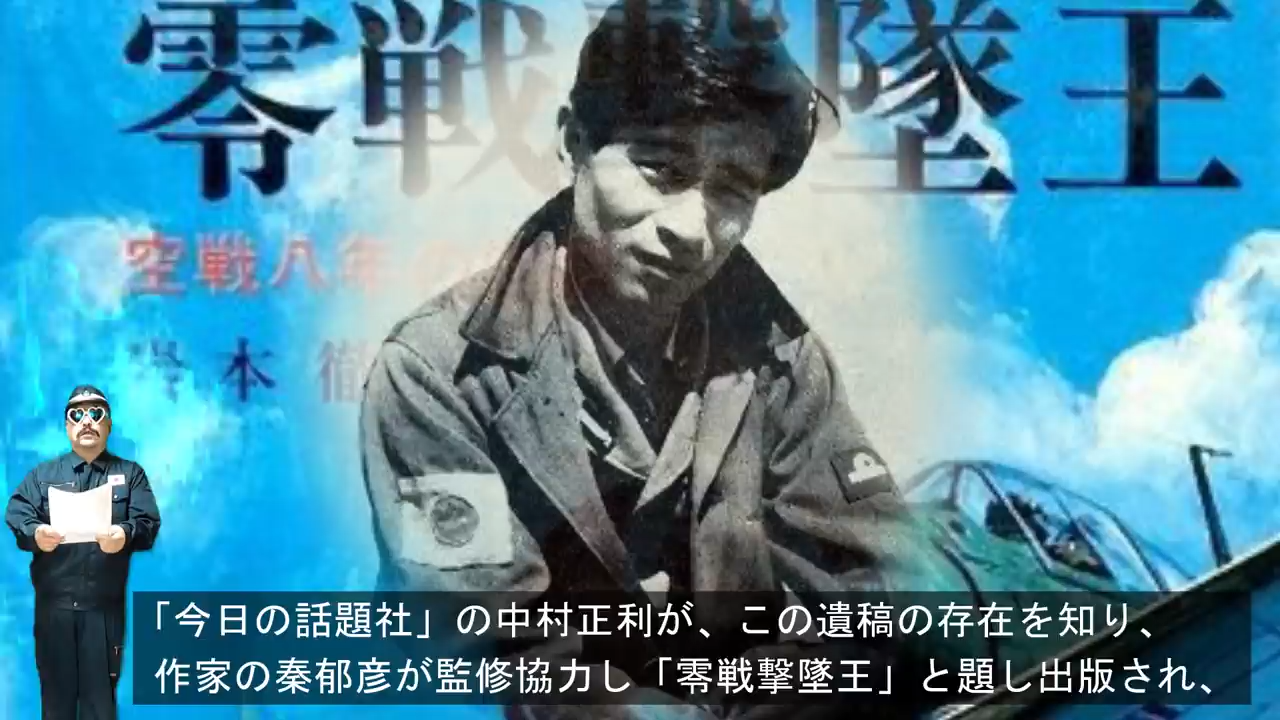 零戦撃墜王
空戦八年の
岩本徹
「今日の話題社」の中村正利が、この遺稿の存在を知り、
作家の秦郁彦が監修協力し「零戦撃墜王」と題し出版され、